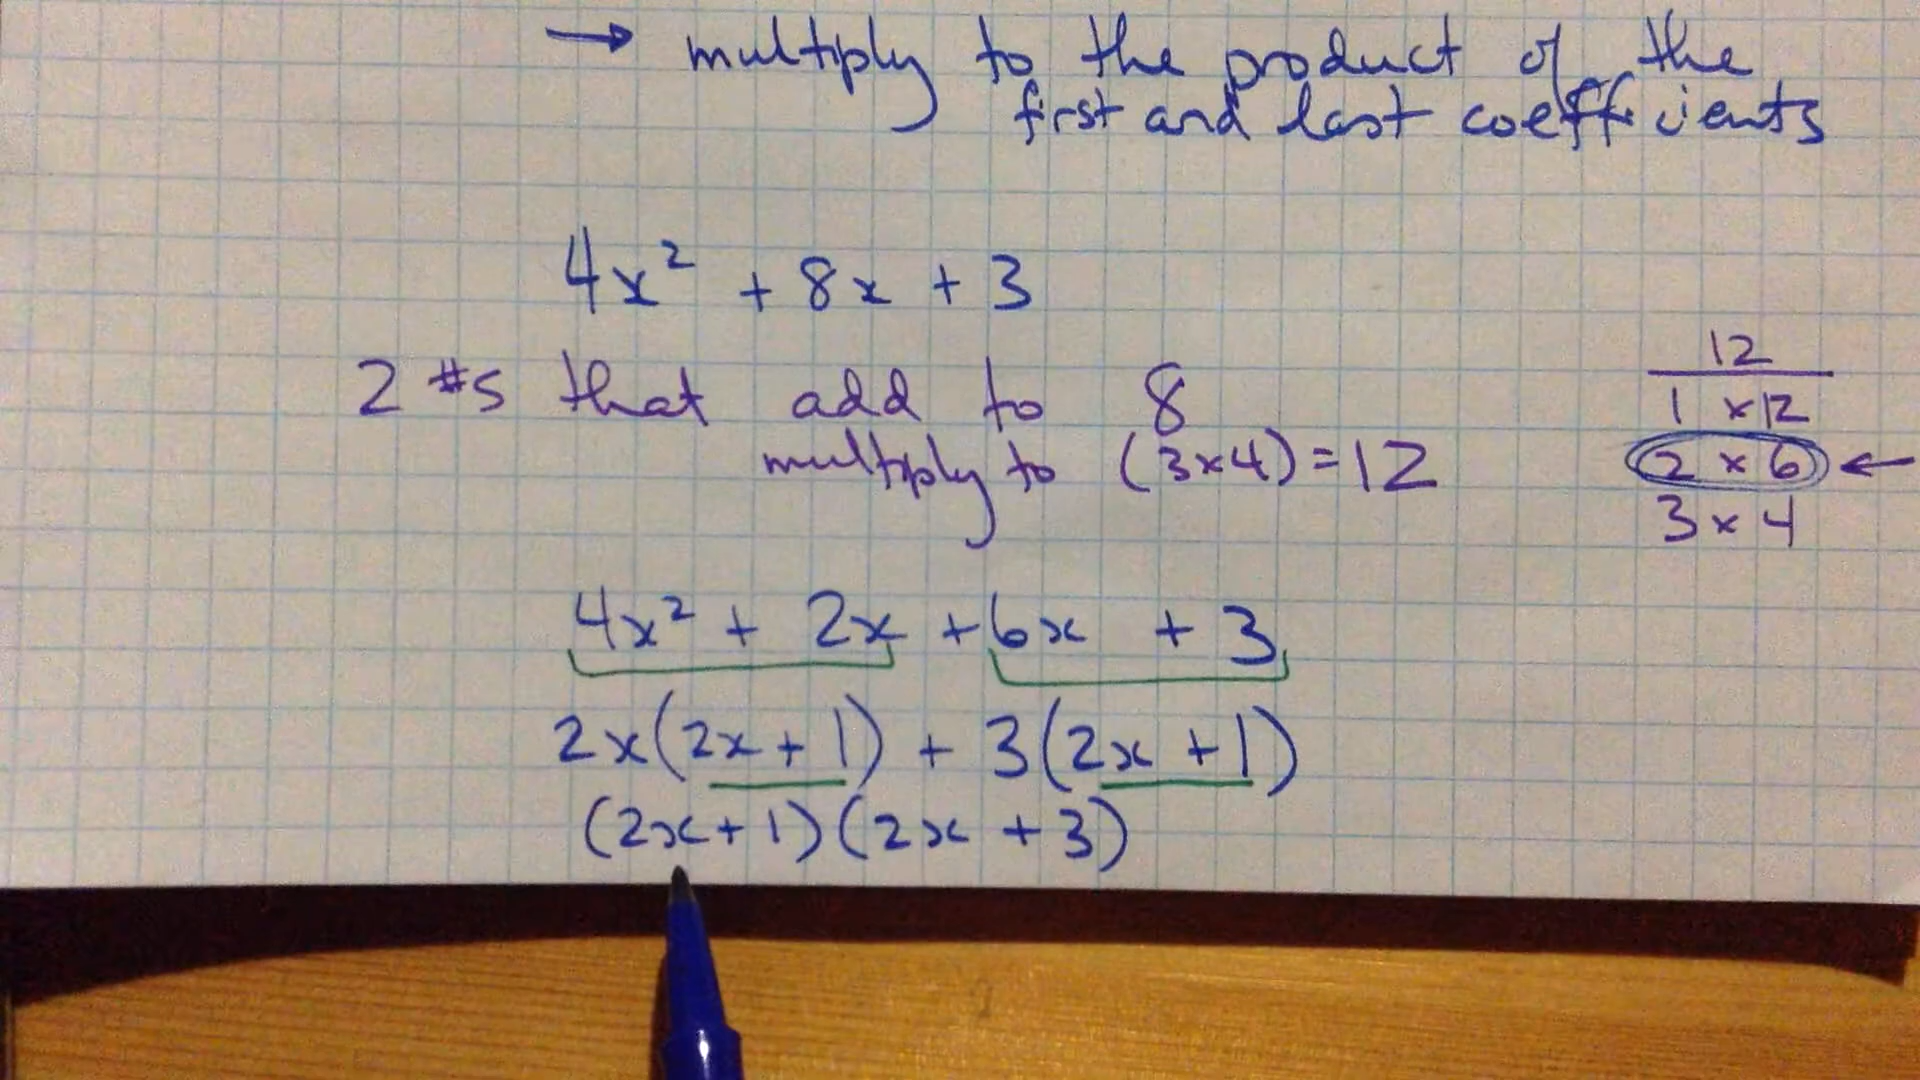 → multiply to the product of the
first and last coefficients
4x² + 8x + 3
2 #s that add to 8
multiply to (3x4) = 12
12
1 x 12
2 x 6 ←
3 x 4
4x² + 2x + 6x + 3
2x(2x + 1) + 3(2x + 1)
(2x + 1)(2x + 3)